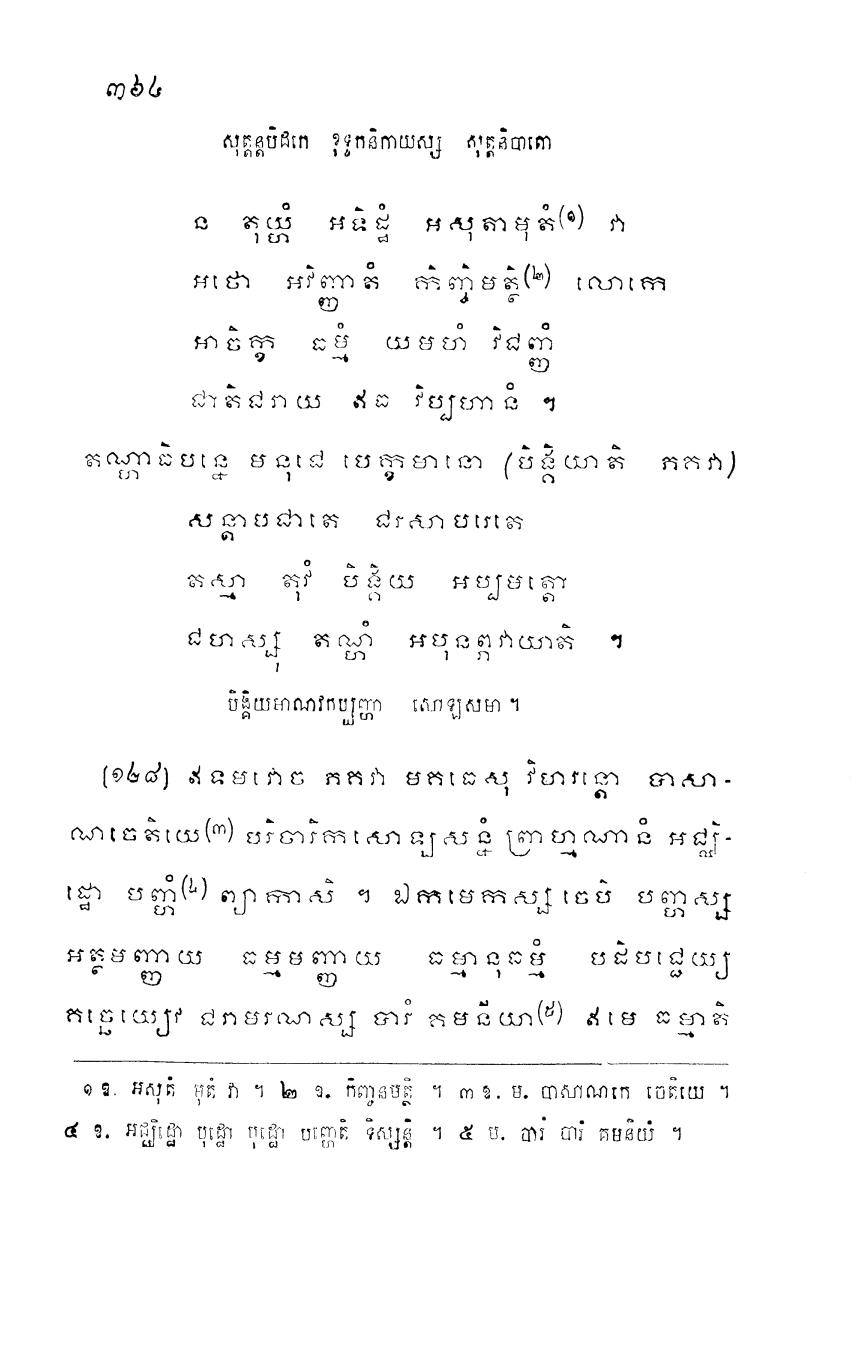 ៣៦៤
សុត្តន្តបិដកេ ខុទ្ទកនិកាយស្ស សុត្តនិបាតោ
ន តុយ្ហំ អទិដ្ឋំ អសុតាមុតំ(១) វា
អថោ អវិញ្ញាតំ កិញ្ចិមត្ថិ(២) លោកេ
អាចិក្ខ ធម្មំ យមហំ វិជញ្ញំ
ជាតិជរាយ ឥធ វិប្បហានំ ។
តណ្ហាធិបន្នេ មនុជេ បេក្ខមានោ (បិង្គិយាតិ ភគវា)
សន្តាបជាតេ ជរសាបរេតេ
តស្មា តុវំ បិង្គិយ អប្បមត្តោ
ជហស្សុ តណ្ហំ អបុនព្ភវាយាតិ ។
បិង្គិយមាណវកប្បញ្ហា សោឡសមា ។
(១៤៨) ឥទមវោច ភគវា មគធេសុ វិហរន្តោ បាសា-
ណចេតិយេ(៣) បរិចារិកសោឡសន្នំ ព្រាហ្មណានំ អជ្ឈិ-
ដ្ឋោ បញ្ហំ(៤) ព្យាកាសិ ។ ឯកមេកស្ស ចេបិ បញ្ហស្ស
អត្ថមញ្ញាយ ធម្មមញ្ញាយ ធម្មានុធម្មំ បដិបជ្ជេយ្យ
គច្ឆេយ្យេវ ជរាមរណស្ស បារំ គមនីយា(៥) ឥមេ ធម្មាតិ
១ ឱ. អសុតំ មុតំ វា ។ ២ ឱ. កិញ្ចនមត្ថិ ។ ៣ ឱ. ម. បាសាណកេ ចេតិយេ ។
៤ ឱ. អជ្ឈិដ្ឋោ បុដ្ឋោ បុដ្ឋោ បញ្ហេតិ ទិស្សន្តិ ។ ៥ ម. បារំ បារំ គមនីយំ ។